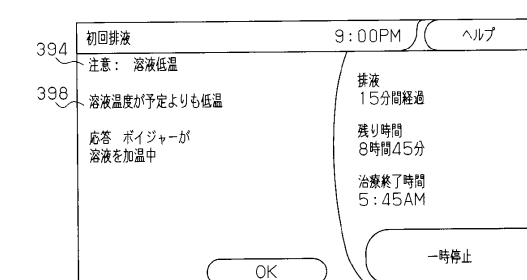 初回排液
9:00PM
ヘルプ
394
注意： 溶液低温
398
溶液温度が予定よりも低温
応答 ボイジャーが
溶液を加温中
排液
15分間経過
残り時間
8時間45分
治療終了時間
5:45AM
一時停止
OK